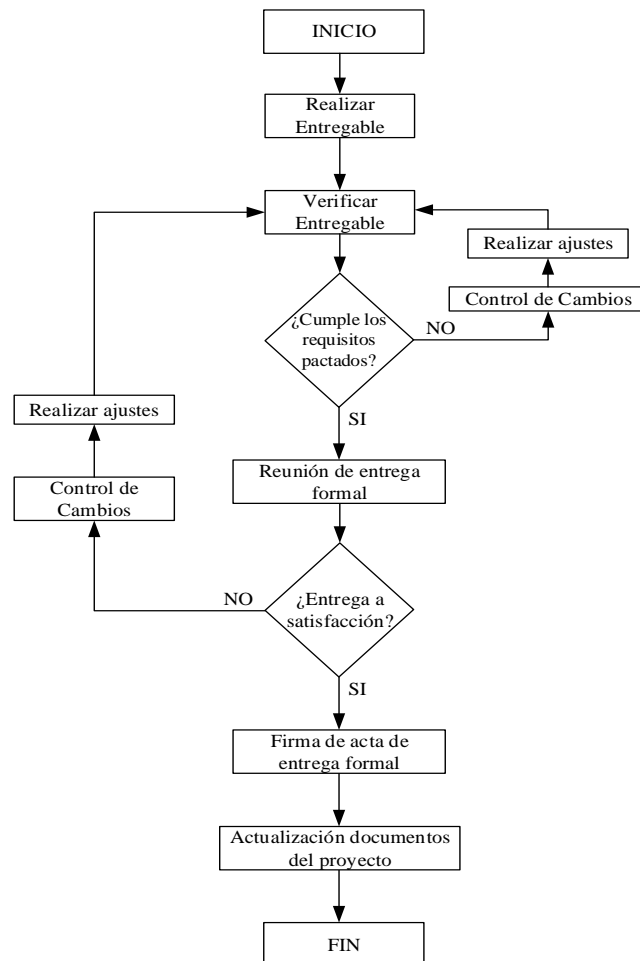 INICIO
Realizar
Entregable
Verificar
Entregable
Realizar ajustes
Control de Cambios
¿Cumple los
requisitos
pactados?
NO
SI
Realizar ajustes
Reunión de entrega
formal
Control de
Cambios
¿Entrega a
satisfacción?
NO
SI
Firma de acta de
entrega formal
Actualización documentos
del proyecto
FIN